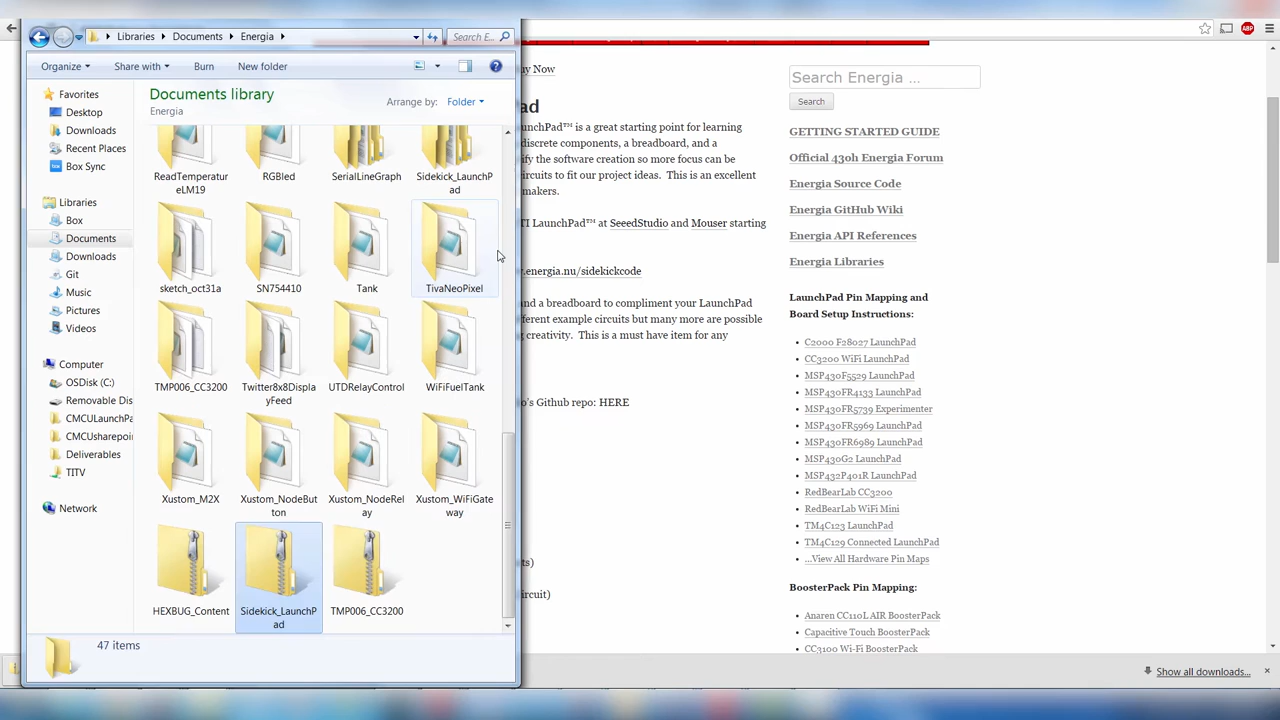 Libraries Documents Energia Search E...
Organize Share with Burn New folder
Favorites
Desktop
Downloads
Recent Places
Box Sync
Libraries
Box
Documents
Downloads
Git
Music
Pictures
Videos
Computer
OSDisk (C:)
Removable Dis
CMCULaunchPa
CMCUsharepoin
Deliverables
TITV
Network
Documents library
Energia
Arrange by: Folder
ReadTemperatur
eLM19
RGBled
SerialLineGraph
Sidekick_LaunchP
ad
sketch_oct31a
SN754410
Tank
TivaNeoPixel
TMP006_CC3200
Twitter8x8Displa
yFeed
UTDRelayControl
WiFiFuelTank
Xustom_M2X
Xustom_NodeBut
ton
Xustom_NodeRel
ay
Xustom_WiFiGate
way
HEXBUG_Content
Sidekick_LaunchP
ad
TMP006_CC3200
47 items
uy Now
ad
unchPad™ is a great starting point for learning
discrete components, a breadboard, and a
ify the software creation so more focus can be
ircuits to fit our project ideas. This is an excellent
makers.
TI LaunchPad™ at SeeedStudio and Mouser starting
.energia.nu/sidekickcode
and a breadboard to compliment your LaunchPad
fferent example circuits but many more are possible
g creativity. This is a must have item for any
o's Github repo: HERE
ts)
ircuit)
Search Energia ...
Search
GETTING STARTED GUIDE
Official 43oh Energia Forum
Energia Source Code
Energia GitHub Wiki
Energia API References
Energia Libraries
LaunchPad Pin Mapping and
Board Setup Instructions:
C2000 F28027 LaunchPad
CC3200 WiFi LaunchPad
MSP430F5529 LaunchPad
MSP430FR4133 LaunchPad
MSP430FR5739 Experimenter
MSP430FR5969 LaunchPad
MSP430FR6989 LaunchPad
MSP430G2 LaunchPad
MSP432P401R LaunchPad
RedBearLab CC3200
RedBearLab WiFi Mini
TM4C123 LaunchPad
TM4C129 Connected LaunchPad
...View All Hardware Pin Maps
BoosterPack Pin Mapping:
Anaren CC110L AIR BoosterPack
Capacitive Touch BoosterPack
CC3100 Wi-Fi BoosterPack
Show all downloads...
ABP